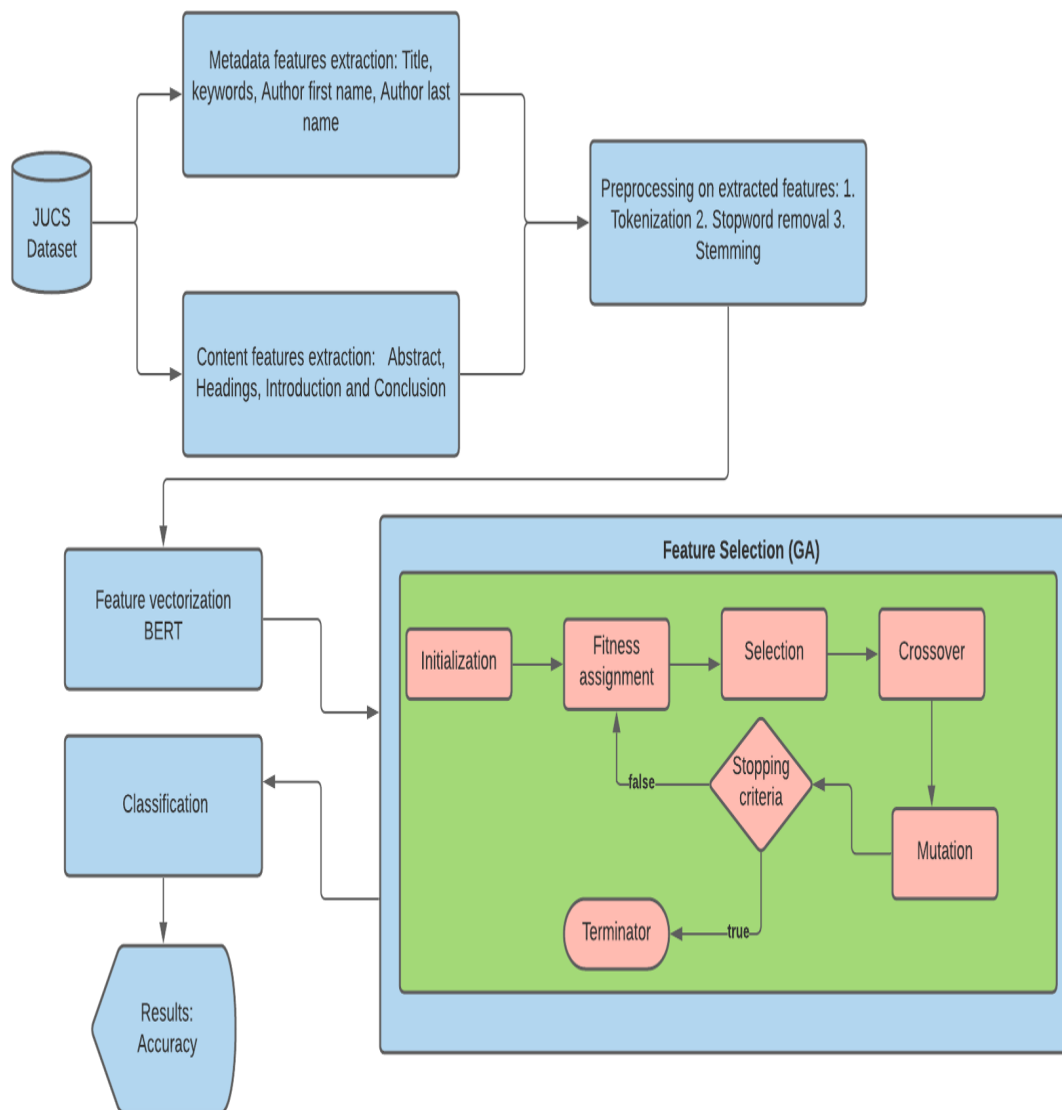 Metadata features extraction: Title,
keywords, Author first name, Author last
name
JUCS
Dataset
Preprocessing on extracted features: 1.
Tokenization 2. Stopword removal 3.
Stemming
Content features extraction: Abstract,
Headings, Introduction and Conclusion
Feature vectorization
BERT
Feature Selection (GA)
Initialization
Fitness
assignment
Selection
Crossover
Stopping
criteria
false
Mutation
true
Terminator
Classification
Results:
Accuracy